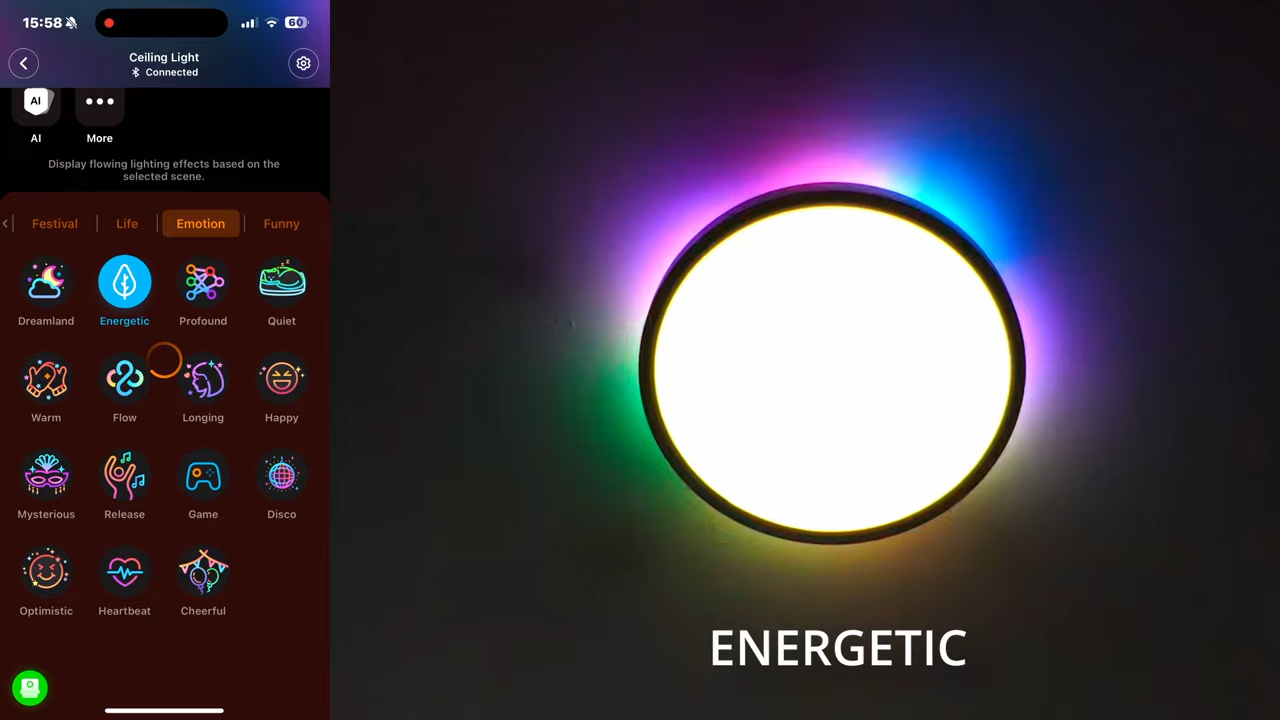 15:58
60
Ceiling Light
Connected
AI
AI
More
Display flowing lighting effects based on the
selected scene.
Festival
Life
Emotion
Funny
Dreamland
Energetic
Profound
Quiet
Warm
Flow
Longing
Happy
Mysterious
Release
Game
Disco
Optimistic
Heartbeat
Cheerful
ENERGETIC